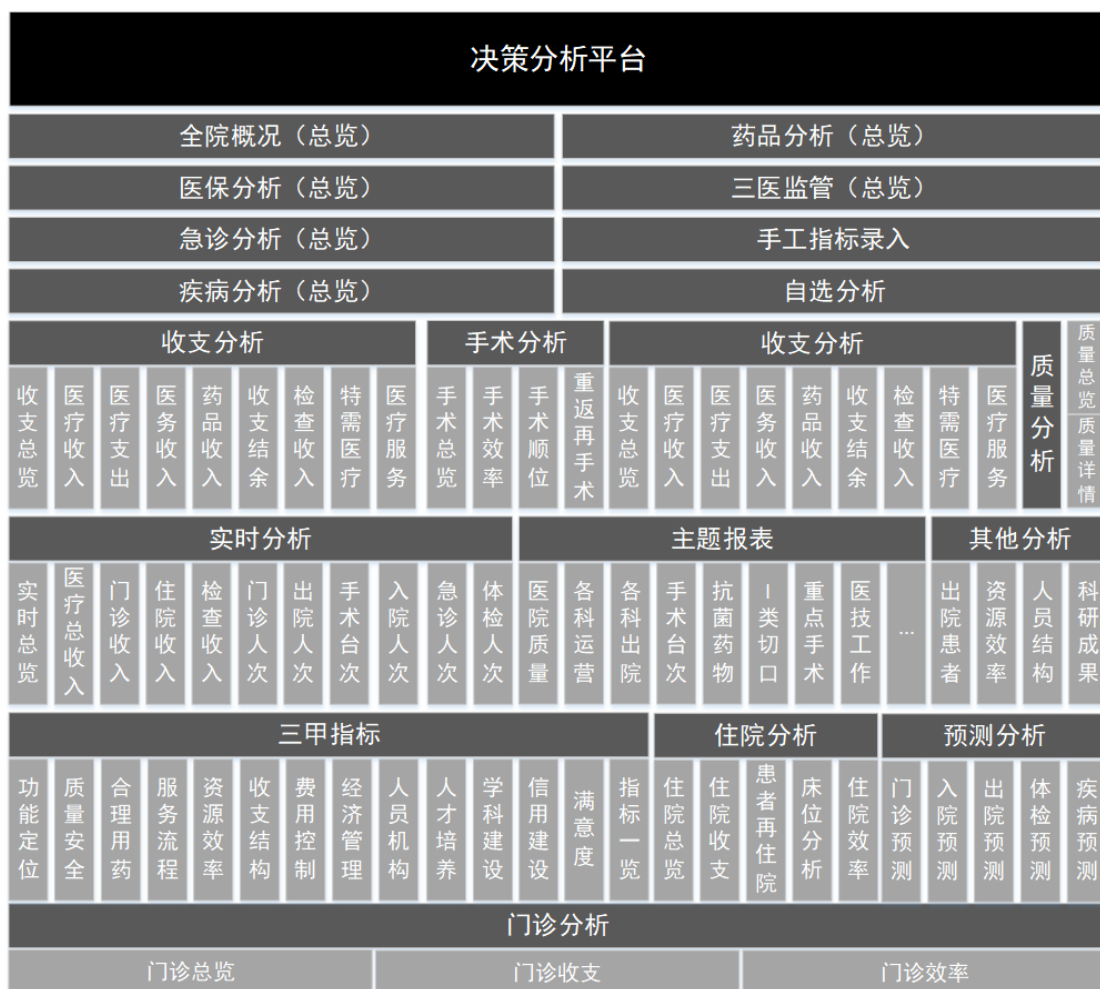 决策分析平台
全院概况（总览）
药品分析（总览）
医保分析（总览）
三医监管（总览）
急诊分析（总览）
手工指标录入
疾病分析（总览）
自选分析
收支分析
收支总览
医疗收入
医疗支出
医务收入
药品收入
收支结余
检查收入
特需医疗
医疗服务
手术分析
手术总览
手术效率
手术顺位
重返再手术
收支分析
收支总览
医疗收入
医疗支出
医务收入
药品收入
收支结余
检查收入
特需医疗
医疗服务
质量分析
质量总览
质量详情
实时分析
实时总览
医疗总收入
门诊收入
住院收入
检查收入
门诊人次
出院人次
手术台次
入院人次
急诊人次
体检人次
主题报表
医院质量
各科运营
各科出院
手术台次
抗菌药物
I类切口
重点手术
医技工作
...
其他分析
出院患者
资源效率
人员结构
科研成果
三甲指标
功能定位
质量安全
合理用药
服务流程
资源效率
收支结构
费用控制
经济管理
人员机构
人才培养
学科建设
信用建设
满意度
指标一览
住院分析
住院总览
住院收支
患者再住院
床位分析
住院效率
预测分析
门诊预测
入院预测
出院预测
体检预测
疾病预测
门诊分析
门诊总览
门诊收支
门诊效率